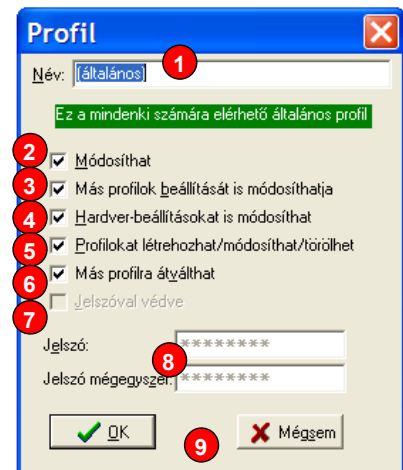 Profil
Név: (általános)
1
Ez a mindenki számára elérhető általános profil
2 Módosíthat
3 Más profilok beállítását is módosíthatja
4 Hardver-beállításokat is módosíthat
5 Profilokat létrehozhat/módosíthat/törölhet
6 Más profilra átválthat
7 Jelszóval védve
Jelszó: ********
8
Jelszó mégegyszer: ********
OK
9
Mégsem